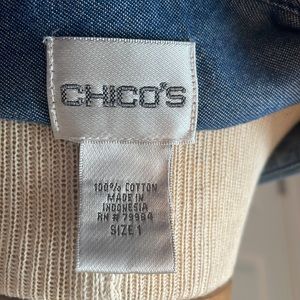 CHICO'S
100% COTTON
MADE IN
INDONESIA
RN # 79984
SIZE 1